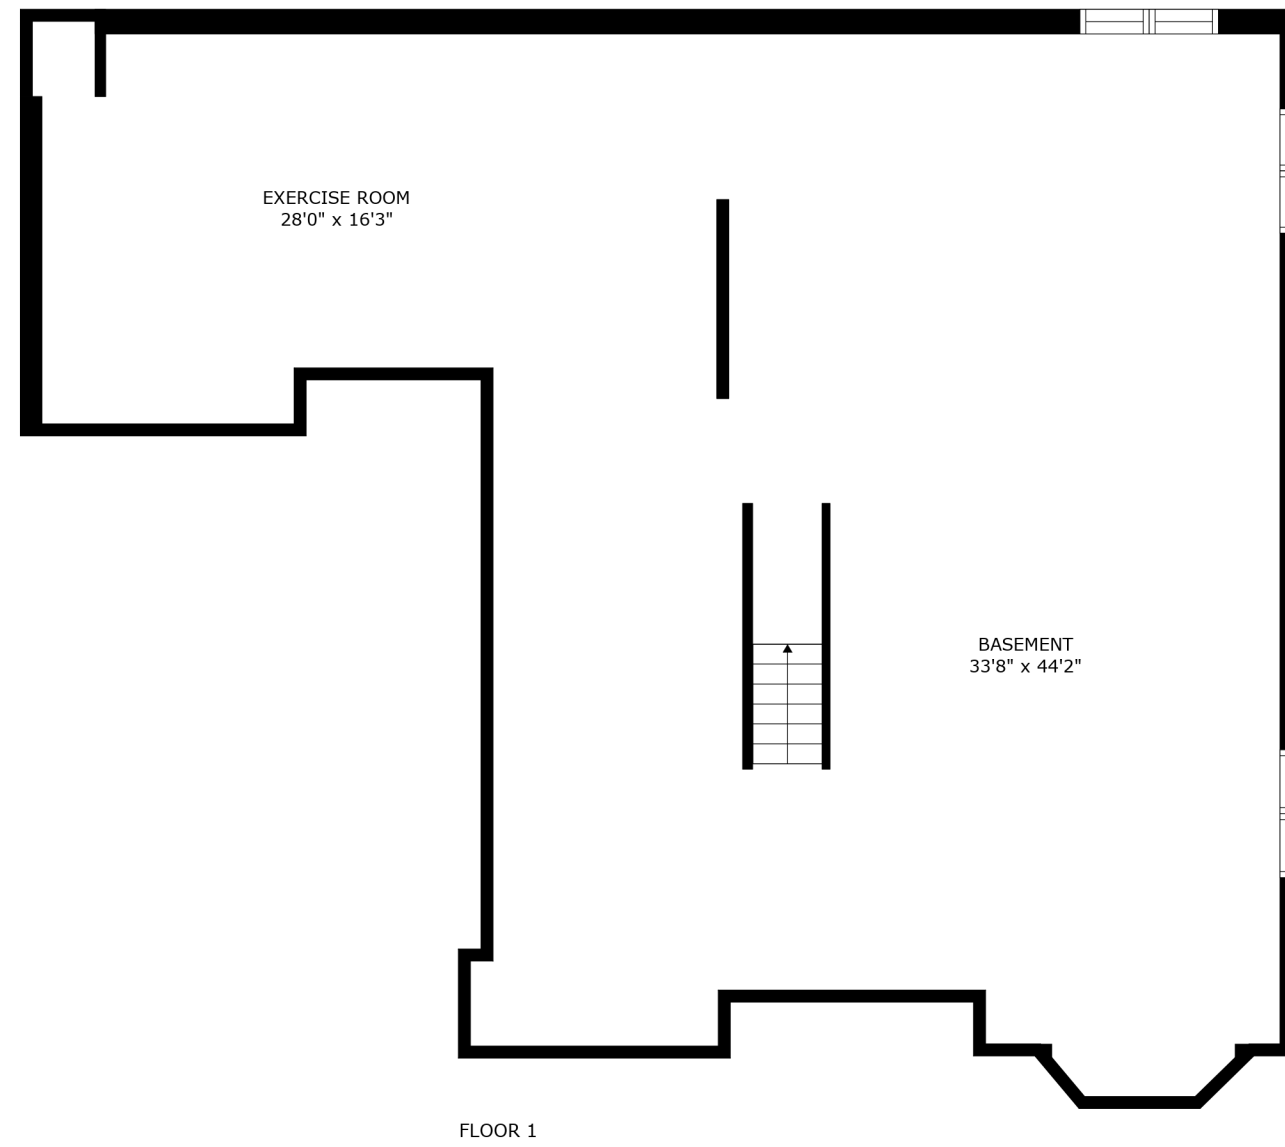 EXERCISE ROOM
28'0" x 16'3"
BASEMENT
33'8" x 44'2"
FLOOR 1